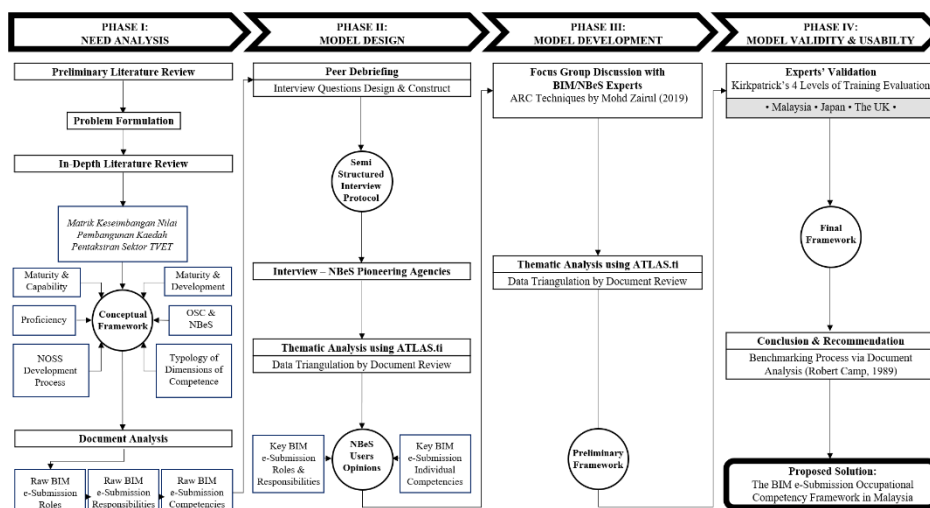 PHASE I:
NEED ANALYSIS
PHASE II:
MODEL DESIGN
PHASE III:
MODEL DEVELOPMENT
PHASE IV:
MODEL VALIDITY & USABILTY
Preliminary Literature Review
Problem Formulation
In-Depth Literature Review
Matrik Keseimbangan Nilai
Pembangunan Kaedah
Pentaksiran Sektor TVET
Maturity &
Capability
Maturity &
Development
Proficiency
Conceptual
Framework
OSC &
NBeS
NOSS
Development
Process
Typology of
Dimensions of
Competence
Document Analysis
Raw BIM
e-Submission
Roles
Raw BIM
e-Submission
Responsibilities
Raw BIM
e-Submission
Competencies
Peer Debriefing
Interview Questions Design & Construct
Semi
Structured
Interview
Protocol
Interview – NBeS Pioneering Agencies
Thematic Analysis using ATLAS.ti
Data Triangulation by Document Review
Key BIM
e-Submission
Roles &
Responsibilities
NBeS
Users
Opinions
Key BIM
e-Submission
Individual
Competencies
Focus Group Discussion with
BIM/NBeS Experts
ARC Techniques by Mohd Zairul (2019)
Thematic Analysis using ATLAS.ti
Data Triangulation by Document Review
Preliminary
Framework
Experts' Validation
Kirkpatrick's 4 Levels of Training Evaluation
• Malaysia • Japan • The UK •
Final
Framework
Conclusion & Recommendation
Benchmarking Process via Document
Analysis (Robert Camp, 1989)
Proposed Solution:
The BIM e-Submission Occupational
Competency Framework in Malaysia